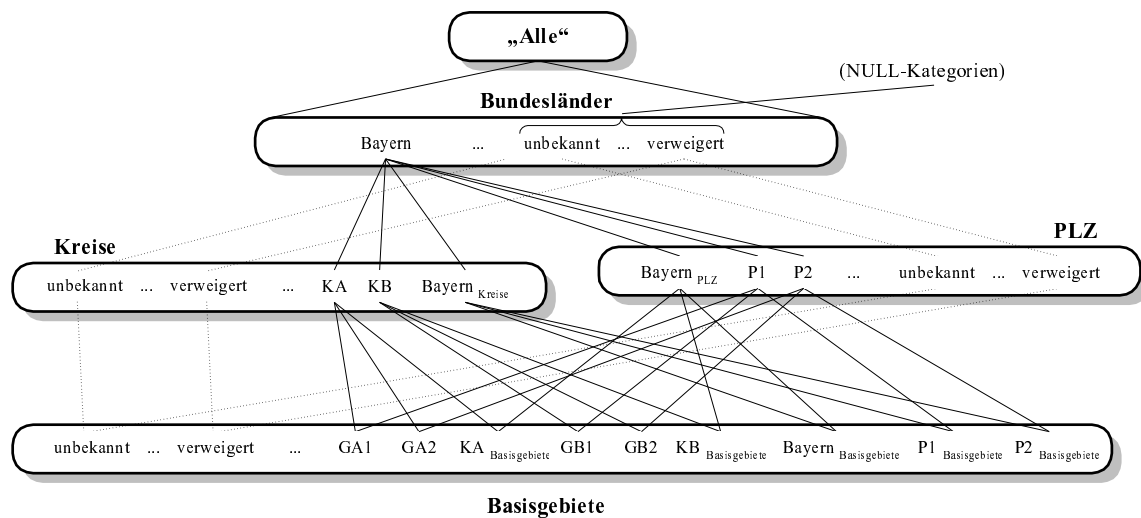 „Alle“
(NULL-Kategorien)
Bundesländer
Bayern ... unbekannt ... verweigert
Kreise
PLZ
unbekannt ... verweigert ... KA KB Bayern Kreise
Bayern PLZ P1 P2 ... unbekannt ... verweigert
unbekannt ... verweigert ... GA1 GA2 KA Basisgebiete GB1 GB2 KB Basisgebiete Bayern Basisgebiete P1 Basisgebiete P2 Basisgebiete
Basisgebiete